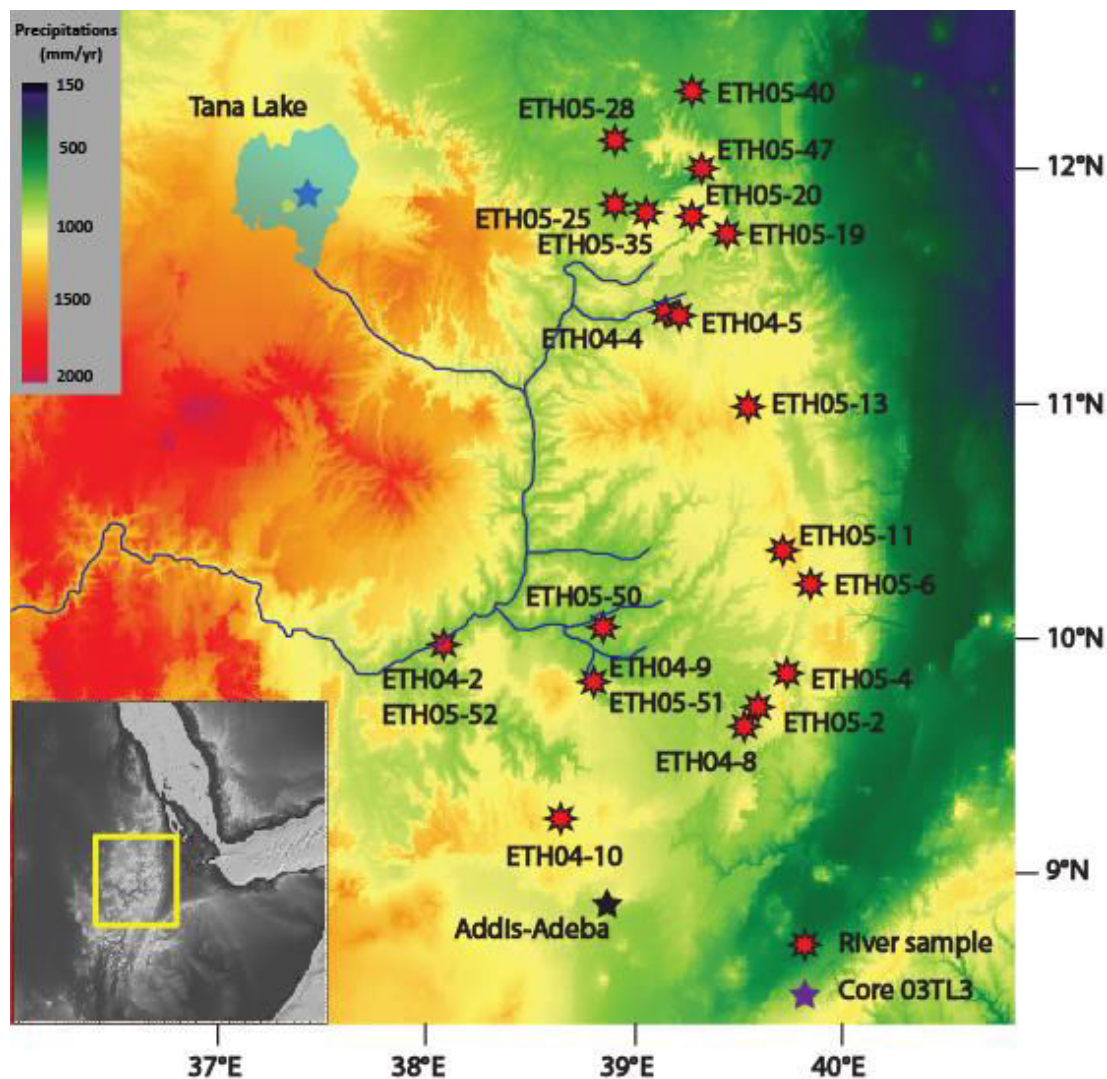 Precipitations
(mm/yr)
150
500
1000
1500
2000
Tana Lake
ETH05-28
ETH05-40
ETH05-47
ETH05-20
ETH05-25
ETH05-35
ETH05-19
ETH04-4
ETH04-5
ETH05-13
ETH05-11
ETH05-6
ETH05-50
ETH04-2
ETH05-52
ETH04-9
ETH05-51
ETH05-4
ETH05-2
ETH04-8
ETH04-10
Addis-Adeba
River sample
Core 03TL3
12°N
11°N
10°N
9°N
37°E
38°E
39°E
40°E